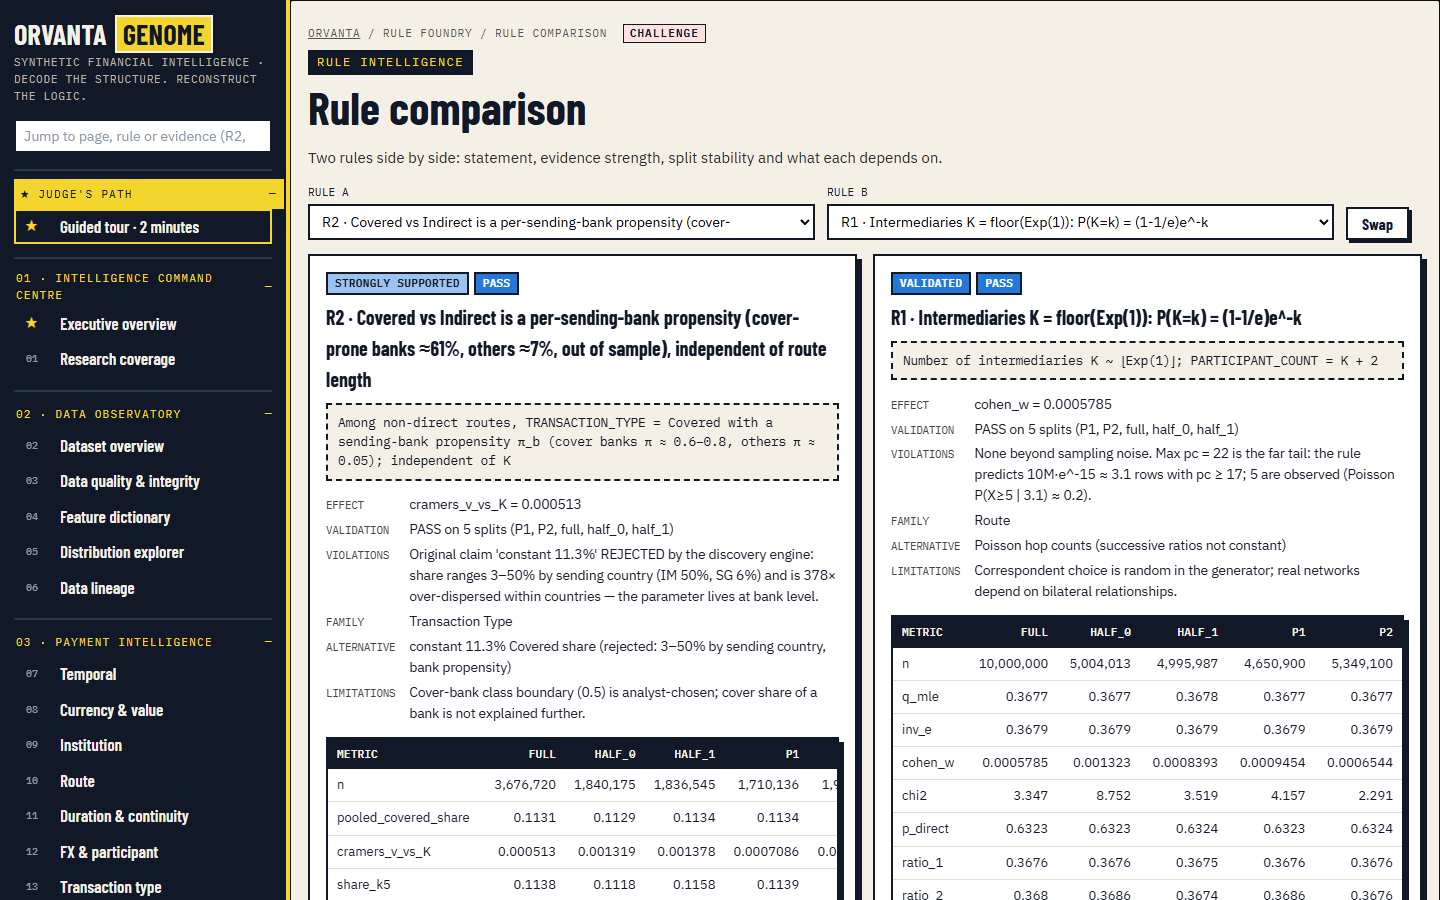 ORVANTA GENOME
SYNTHETIC FINANCIAL INTELLIGENCE ·
DECODE THE STRUCTURE. RECONSTRUCT
THE LOGIC.
Jump to page, rule or evidence (R2,
★ JUDGE'S PATH –
★ Guided tour · 2 minutes
01 · INTELLIGENCE COMMAND
CENTRE –
★ Executive overview
01 Research coverage
02 · DATA OBSERVATORY –
02 Dataset overview
03 Data quality & integrity
04 Feature dictionary
05 Distribution explorer
06 Data lineage
03 · PAYMENT INTELLIGENCE –
07 Temporal
08 Currency & value
09 Institution
10 Route
11 Duration & continuity
12 FX & participant
13 Transaction type
ORVANTA / RULE FOUNDRY / RULE COMPARISON CHALLENGE
RULE INTELLIGENCE
Rule comparison
Two rules side by side: statement, evidence strength, split stability and what each depends on.
RULE A
R2 · Covered vs Indirect is a per-sending-bank propensity (cover-
RULE B
R1 · Intermediaries K = floor(Exp(1)): P(K=k) = (1-1/e)e^-k
Swap
STRONGLY SUPPORTED PASS
R2 · Covered vs Indirect is a per-sending-bank propensity (cover-
prone banks ≈61%, others ≈7%, out of sample), independent of route
length
Among non-direct routes, TRANSACTION_TYPE = Covered with a
sending-bank propensity π_b (cover banks π ≈ 0.6–0.8, others π ≈
0.05); independent of K
EFFECT cramers_v_vs_K = 0.000513
VALIDATION PASS on 5 splits (P1, P2, full, half_0, half_1)
VIOLATIONS Original claim 'constant 11.3%' REJECTED by the discovery engine:
share ranges 3–50% by sending country (IM 50%, SG 6%) and is 378×
over-dispersed within countries — the parameter lives at bank level.
FAMILY Transaction Type
ALTERNATIVE constant 11.3% Covered share (rejected: 3–50% by sending country,
bank propensity)
LIMITATIONS Cover-bank class boundary (0.5) is analyst-chosen; cover share of a
bank is not explained further.
METRIC FULL HALF_0 HALF_1 P1
n 3,676,720 1,840,175 1,836,545 1,710,136 1,9
pooled_covered_share 0.1131 0.1129 0.1134 0.1134
cramers_v_vs_K 0.000513 0.001319 0.001378 0.0007086 0.0
share_k5 0.1138 0.1118 0.1158 0.1139
VALIDATED PASS
R1 · Intermediaries K = floor(Exp(1)): P(K=k) = (1-1/e)e^-k
Number of intermediaries K ~ ⌊Exp(1)⌋; PARTICIPANT_COUNT = K + 2
EFFECT cohen_w = 0.0005785
VALIDATION PASS on 5 splits (P1, P2, full, half_0, half_1)
VIOLATIONS None beyond sampling noise. Max pc = 22 is the far tail: the rule
predicts 10M·e^-15 ≈ 3.1 rows with pc ≥ 17; 5 are observed (Poisson
P(X≥5 | 3.1) ≈ 0.2).
FAMILY Route
ALTERNATIVE Poisson hop counts (successive ratios not constant)
LIMITATIONS Correspondent choice is random in the generator; real networks
depend on bilateral relationships.
METRIC FULL HALF_0 HALF_1 P1 P2
n 10,000,000 5,004,013 4,995,987 4,650,900 5,349,100
q_mle 0.3677 0.3677 0.3678 0.3677 0.3677
inv_e 0.3679 0.3679 0.3679 0.3679 0.3679
cohen_w 0.0005785 0.001323 0.0008393 0.0009454 0.0006544
chi2 3.347 8.752 3.519 4.157 2.291
p_direct 0.6323 0.6323 0.6324 0.6323 0.6324
ratio_1 0.3676 0.3676 0.3675 0.3676 0.3676
ratio_2 0.368 0.3686 0.3674 0.3686 0.3676